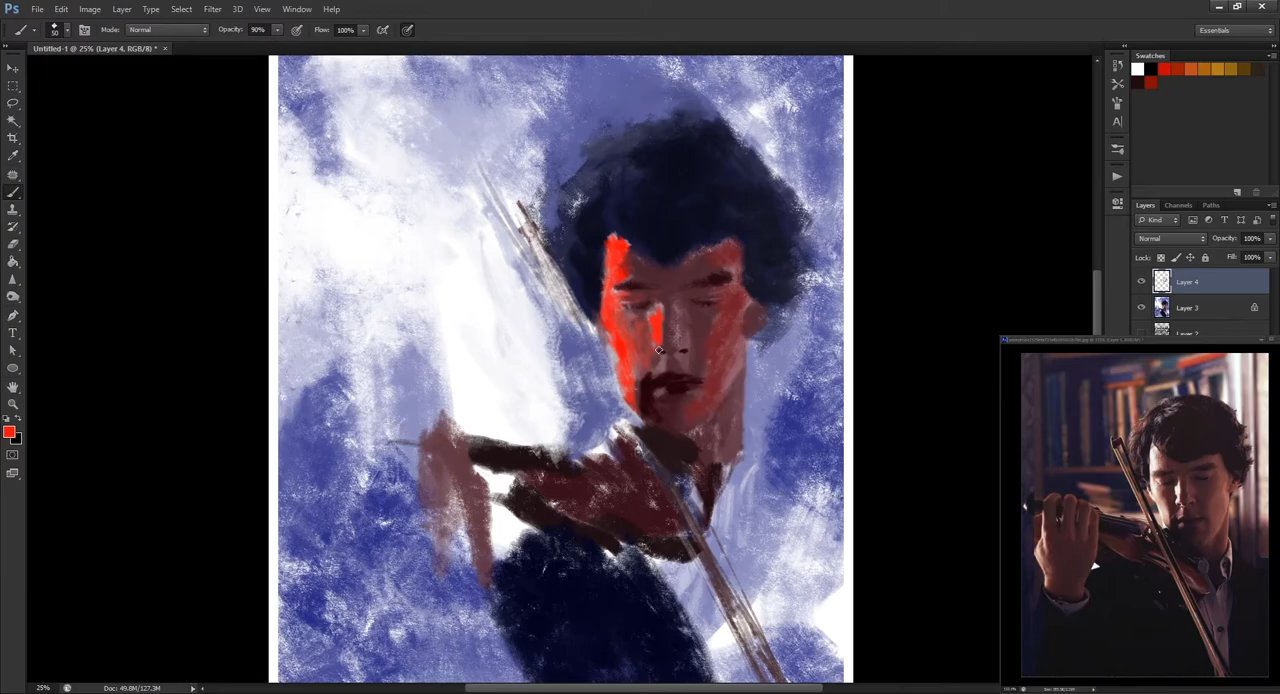 Ps File Edit Image Layer Type Select Filter 3D View Window Help
50 Mode: Normal Opacity: 90% Flow: 100% Essentials
Untitled-1 @ 25% (Layer 4, RGB/8) * ×
Swatches
Layers Channels Paths
Kind
Normal Opacity: 100%
Lock: Fill: 100%
Layer 4
Layer 3
25% Doc: 49.8M/127.3M